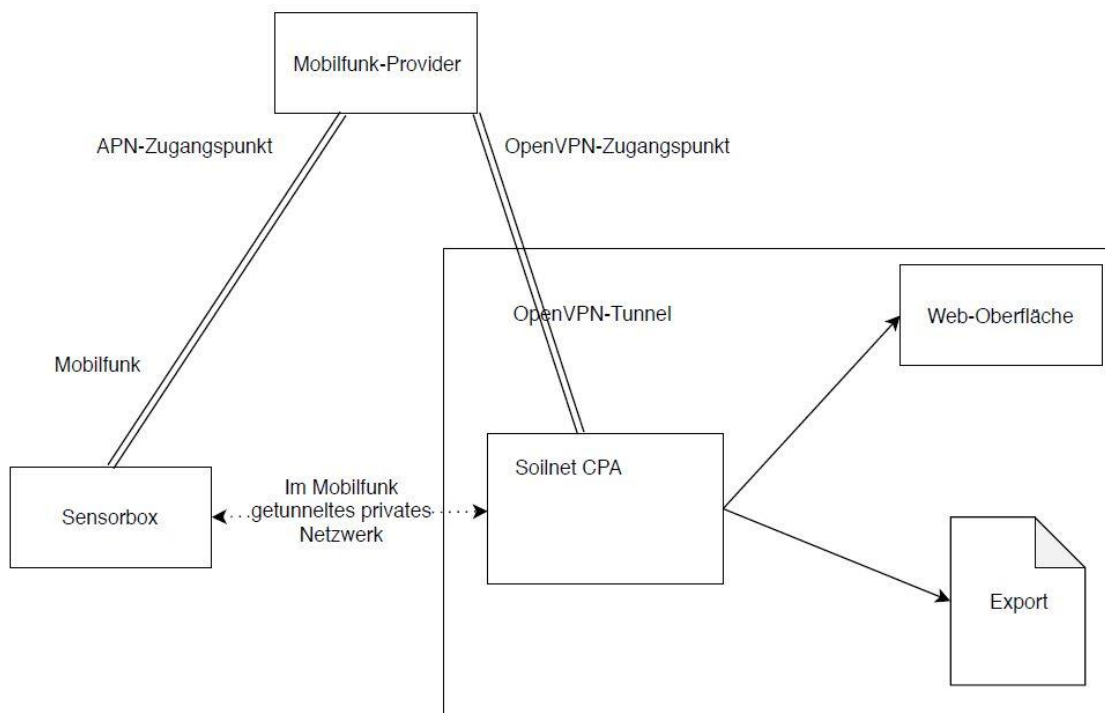 Mobilfunk-Provider
APN-Zugangspunkt
OpenVPN-Zugangspunkt
OpenVPN-Tunnel
Web-Oberfläche
Mobilfunk
Soilnet CPA
Sensorbox
Im Mobilfunk
getunneltes privates
Netzwerk
Export